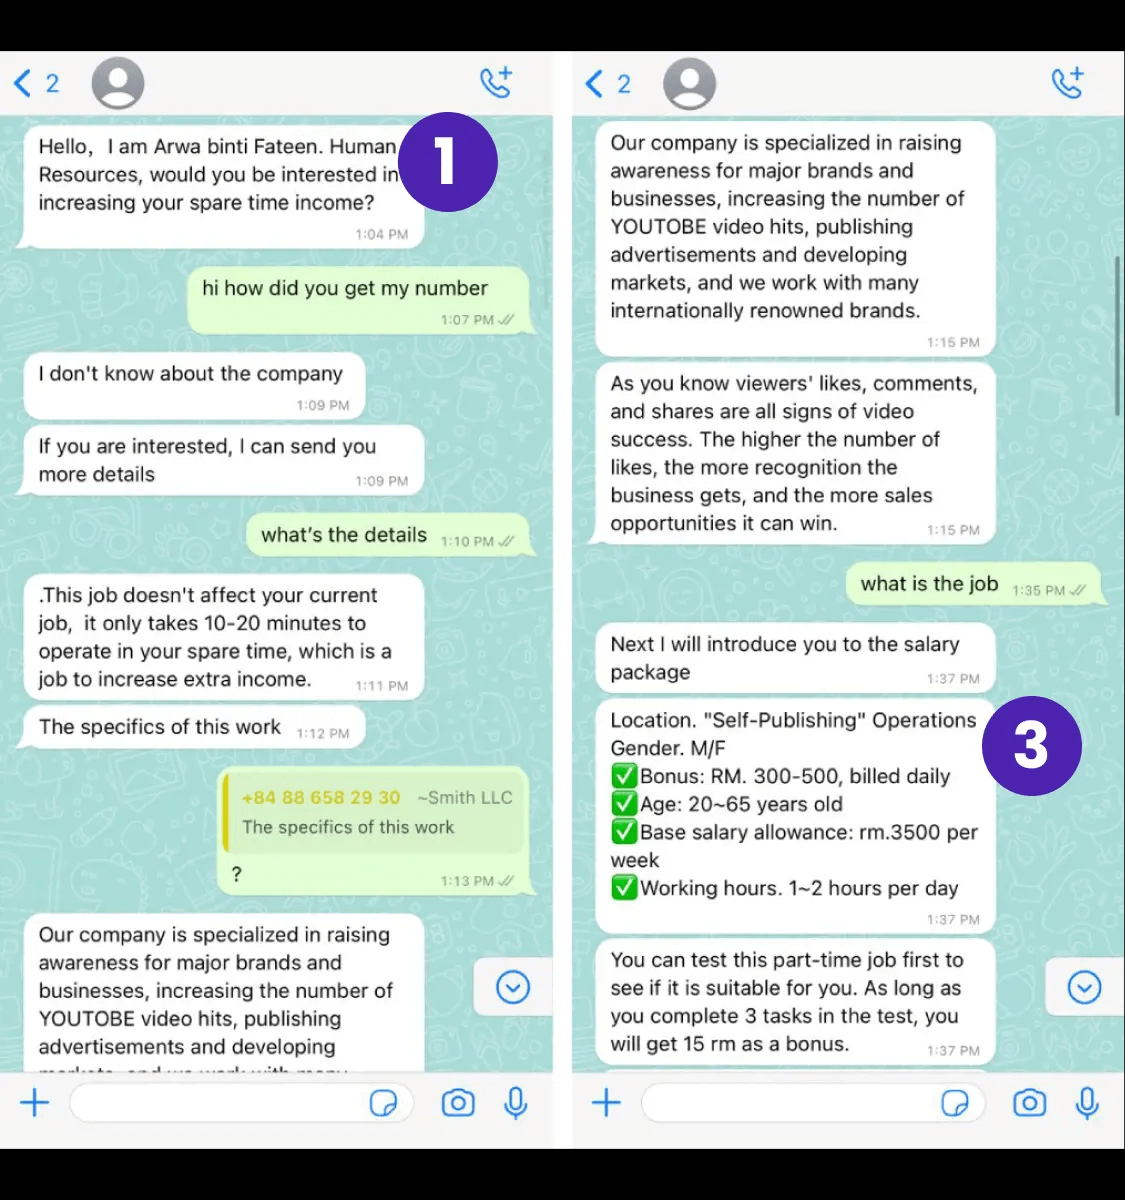 2
Hello,  I am Arwa binti Fateen. Human
Resources, would you be interested in
increasing your spare time income?
1:04 PM
1
hi how did you get my number
1:07 PM
I don't know about the company
1:09 PM
If you are interested, I can send you
more details
1:09 PM
what's the details
1:10 PM
.This job doesn't affect your current
job,  it only takes 10-20 minutes to
operate in your spare time, which is a
job to increase extra income.
1:11 PM
The specifics of this work
1:12 PM
+84 88 658 29 30 ~Smith LLC
The specifics of this work
?
1:13 PM
Our company is specialized in raising
awareness for major brands and
businesses, increasing the number of
YOUTOBE video hits, publishing
advertisements and developing
markets, and we work with many
2
Our company is specialized in raising
awareness for major brands and
businesses, increasing the number of
YOUTOBE video hits, publishing
advertisements and developing
markets, and we work with many
internationally renowned brands.
1:15 PM
As you know viewers' likes, comments,
and shares are all signs of video
success. The higher the number of
likes, the more recognition the
business gets, and the more sales
opportunities it can win.
1:15 PM
what is the job
1:35 PM
Next I will introduce you to the salary
package
1:37 PM
Location. "Self-Publishing" Operations
Gender. M/F
✅Bonus: RM. 300-500, billed daily
✅Age: 20~65 years old
✅Base salary allowance: rm.3500 per
week
✅Working hours. 1~2 hours per day
1:37 PM
3
You can test this part-time job first to
see if it is suitable for you. As long as
you complete 3 tasks in the test, you
will get 15 rm as a bonus.
1:37 PM